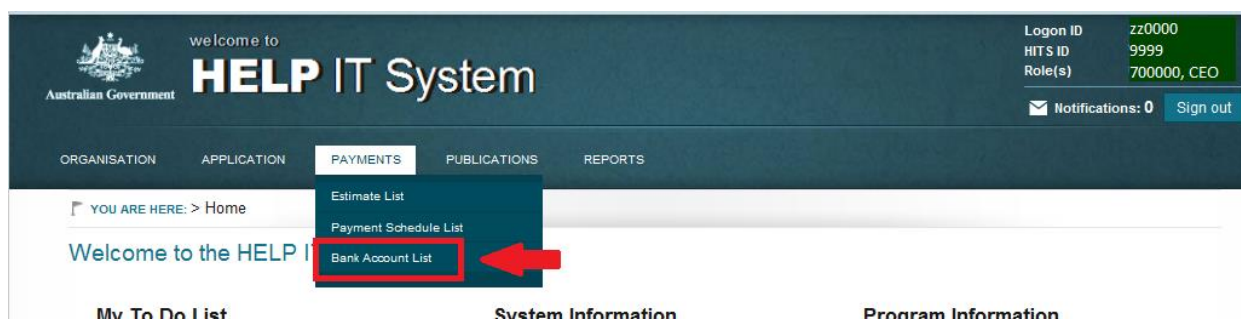 Australian Government
welcome to
HELP IT System
Logon ID zz0000
HITS ID 9999
Role(s) 700000, CEO
Notifications: 0 Sign out
ORGANISATION APPLICATION PAYMENTS PUBLICATIONS REPORTS
Estimate List
Payment Schedule List
Bank Account List
YOU ARE HERE: > Home
Welcome to the HELP
My To Do List System Information Program Information